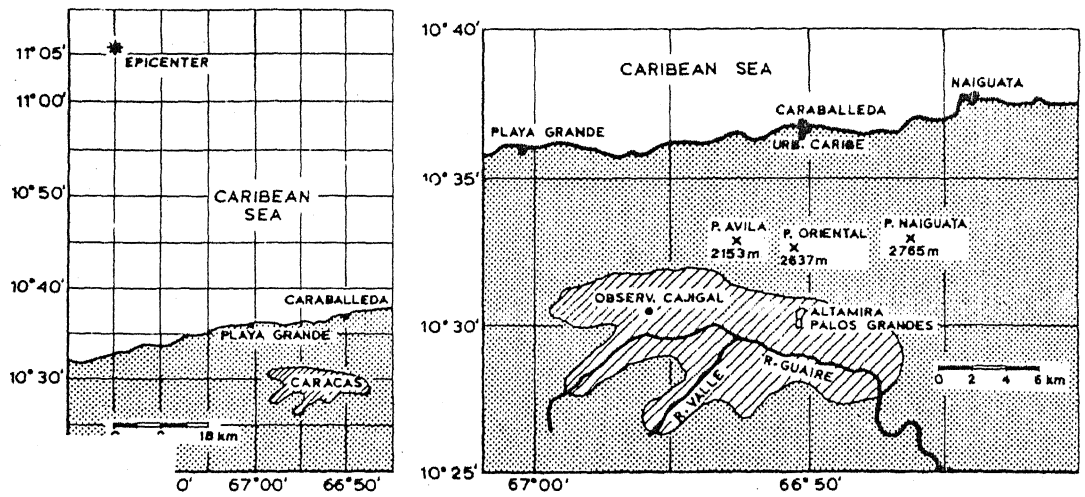 11°05'
EPICENTER
11°00'
10°50'
CARIBEAN
SEA
10°40'
CARABALLEDA
PLAYA GRANDE
10°30'
CARACAS
18 km
0'
67°00'
66°50'
10°40'
CARIBEAN SEA
NAIGUATA
CARABALLEDA
PLAYA GRANDE
URB. CARIBE
10°35'
P. AVILA
2153m
P. ORIENTAL
2637m
P. NAIGUATA
2765m
OBSERV. CAJIGAL
ALTAMIRA
PALOS GRANDES
10°30'
R. GUAIRE
R. VALLE
0 2 4 6 km
10°25'
67°00'
66°50'